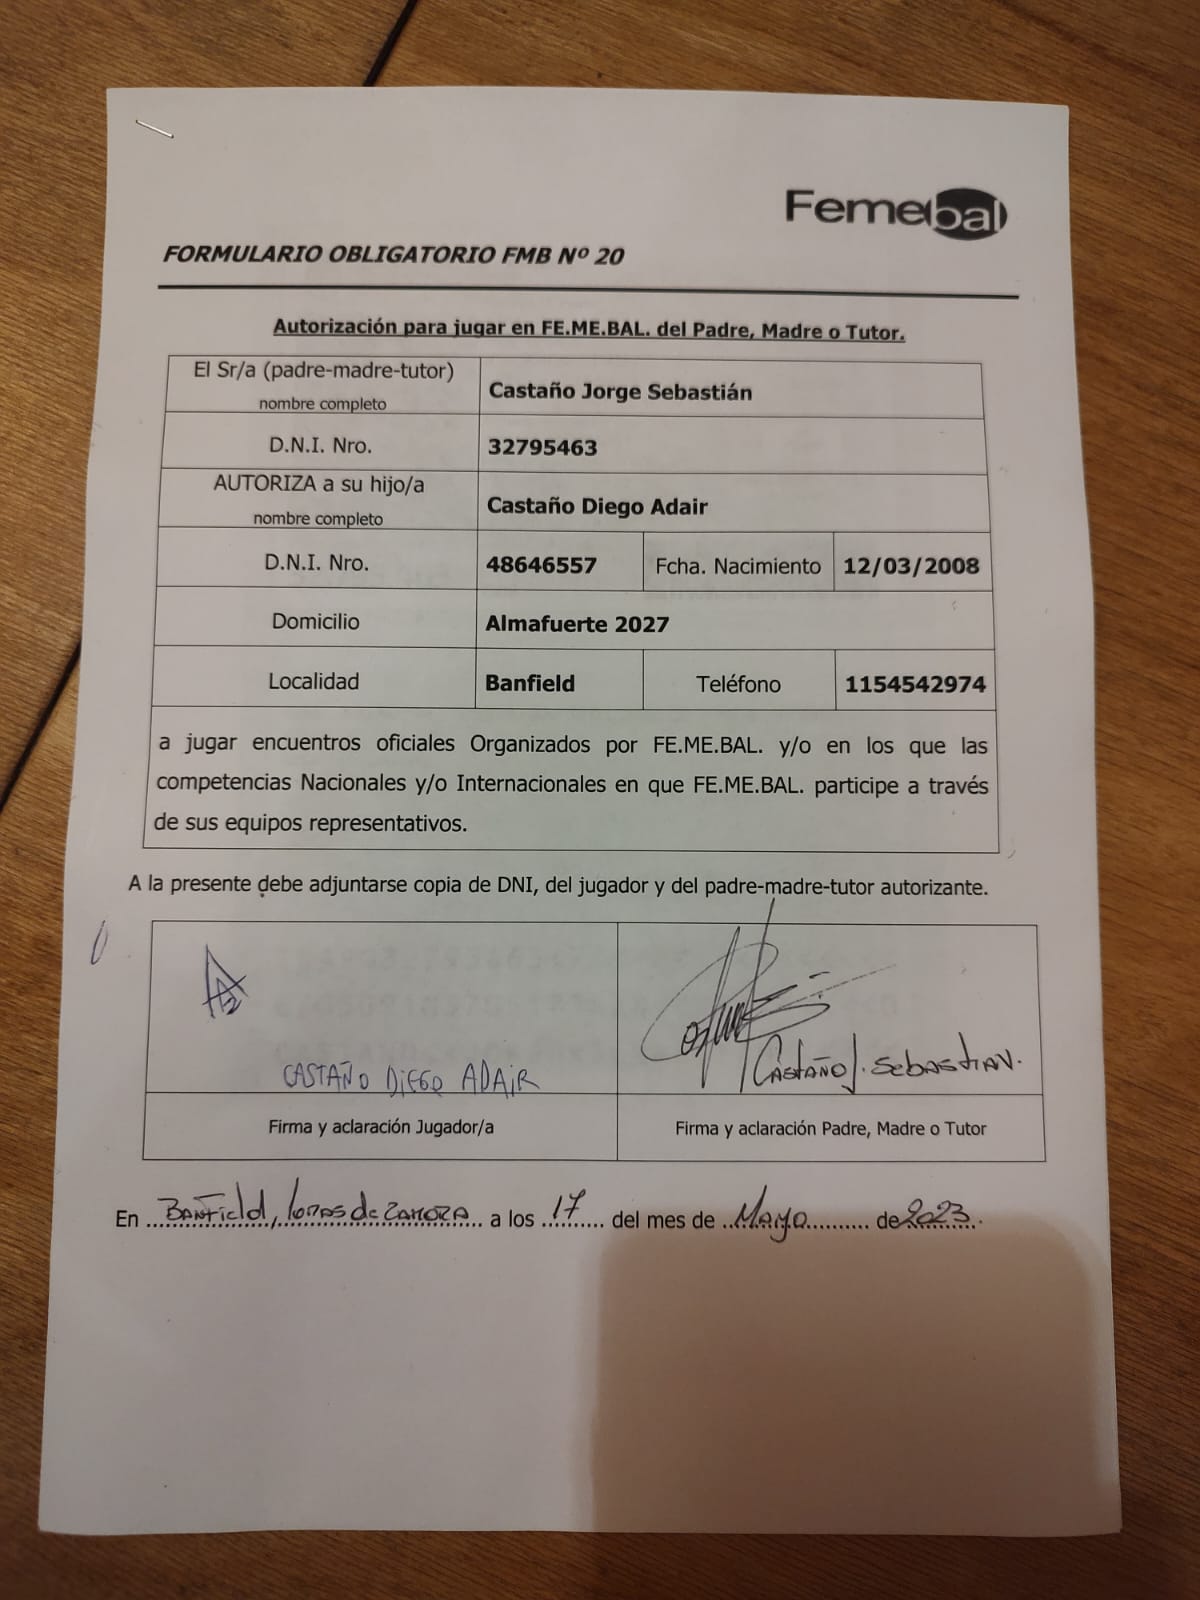 Femebal
FORMULARIO OBLIGATORIO FMB Nº 20
Autorización para jugar en FE.ME.BAL. del Padre, Madre o Tutor.
El Sr/a (padre-madre-tutor)
nombre completo
Castaño Jorge Sebastián
D.N.I. Nro.
32795463
AUTORIZA a su hijo/a
nombre completo
Castaño Diego Adair
D.N.I. Nro.
48646557
Fcha. Nacimiento
12/03/2008
Domicilio
Almafuerte 2027
Localidad
Banfield
Teléfono
1154542974
a jugar encuentros oficiales Organizados por FE.ME.BAL. y/o en los que las
competencias Nacionales y/o Internacionales en que FE.ME.BAL. participe a través
de sus equipos representativos.
A la presente debe adjuntarse copia de DNI, del jugador y del padre-madre-tutor autorizante.
CASTAÑO DIEGO ADAIR
CASTAÑO J. SEBASTIAN.
Firma y aclaración Jugador/a
Firma y aclaración Padre, Madre o Tutor
En Banfield, Lomas de Zamora a los 17 del mes de Mayo de 2023.